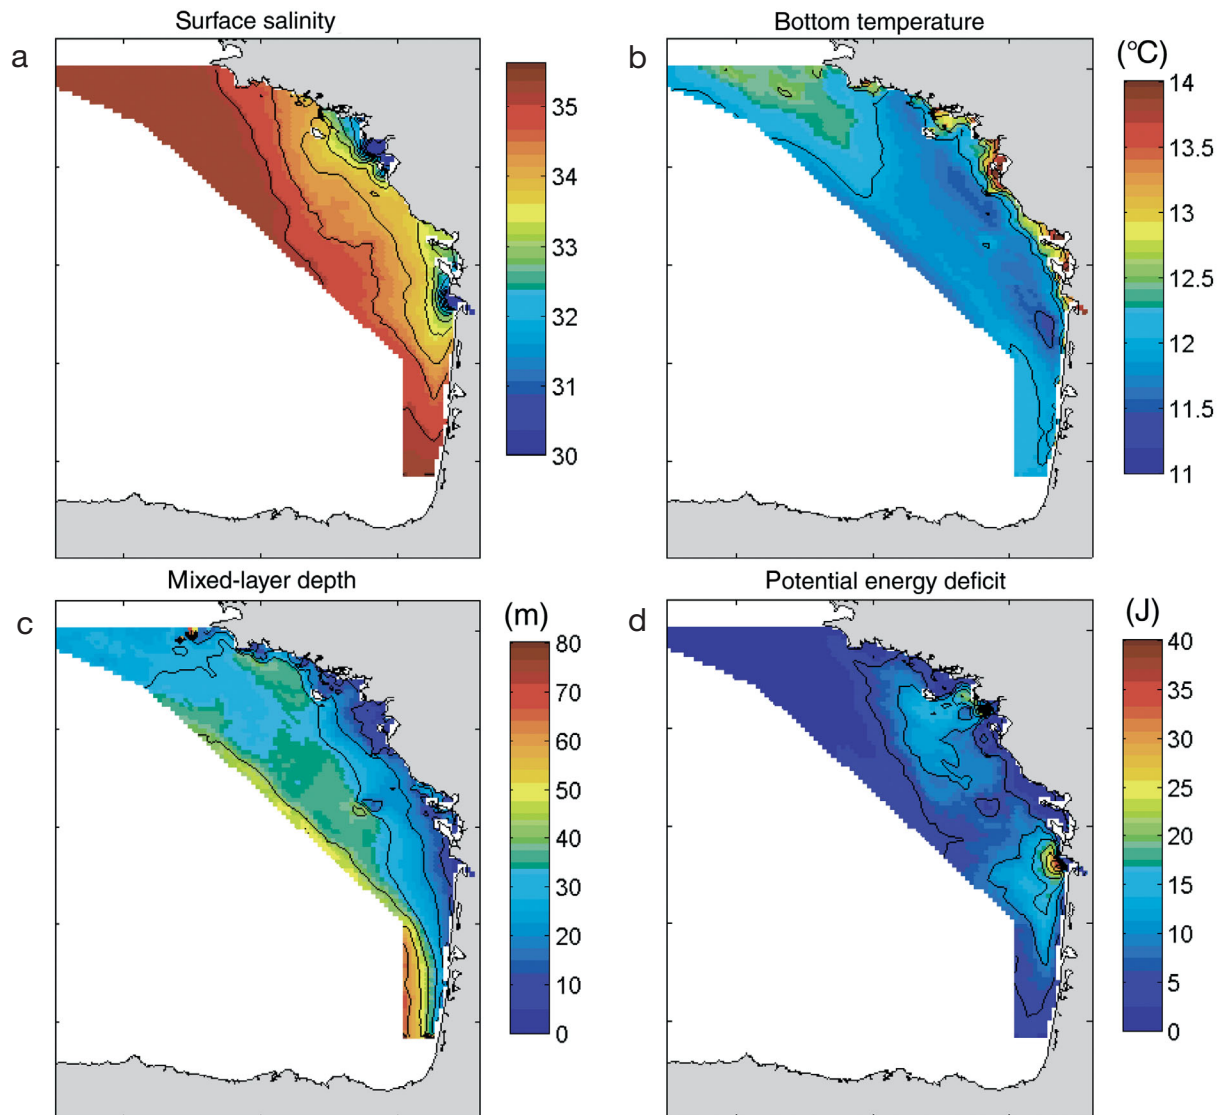 Surface salinity
a
35
34
33
32
31
30
Bottom temperature
b
(°C)
14
13.5
13
12.5
12
11.5
11
Mixed-layer depth
c
(m)
80
70
60
50
40
30
20
10
0
Potential energy deficit
d
(J)
40
35
30
25
20
15
10
5
0